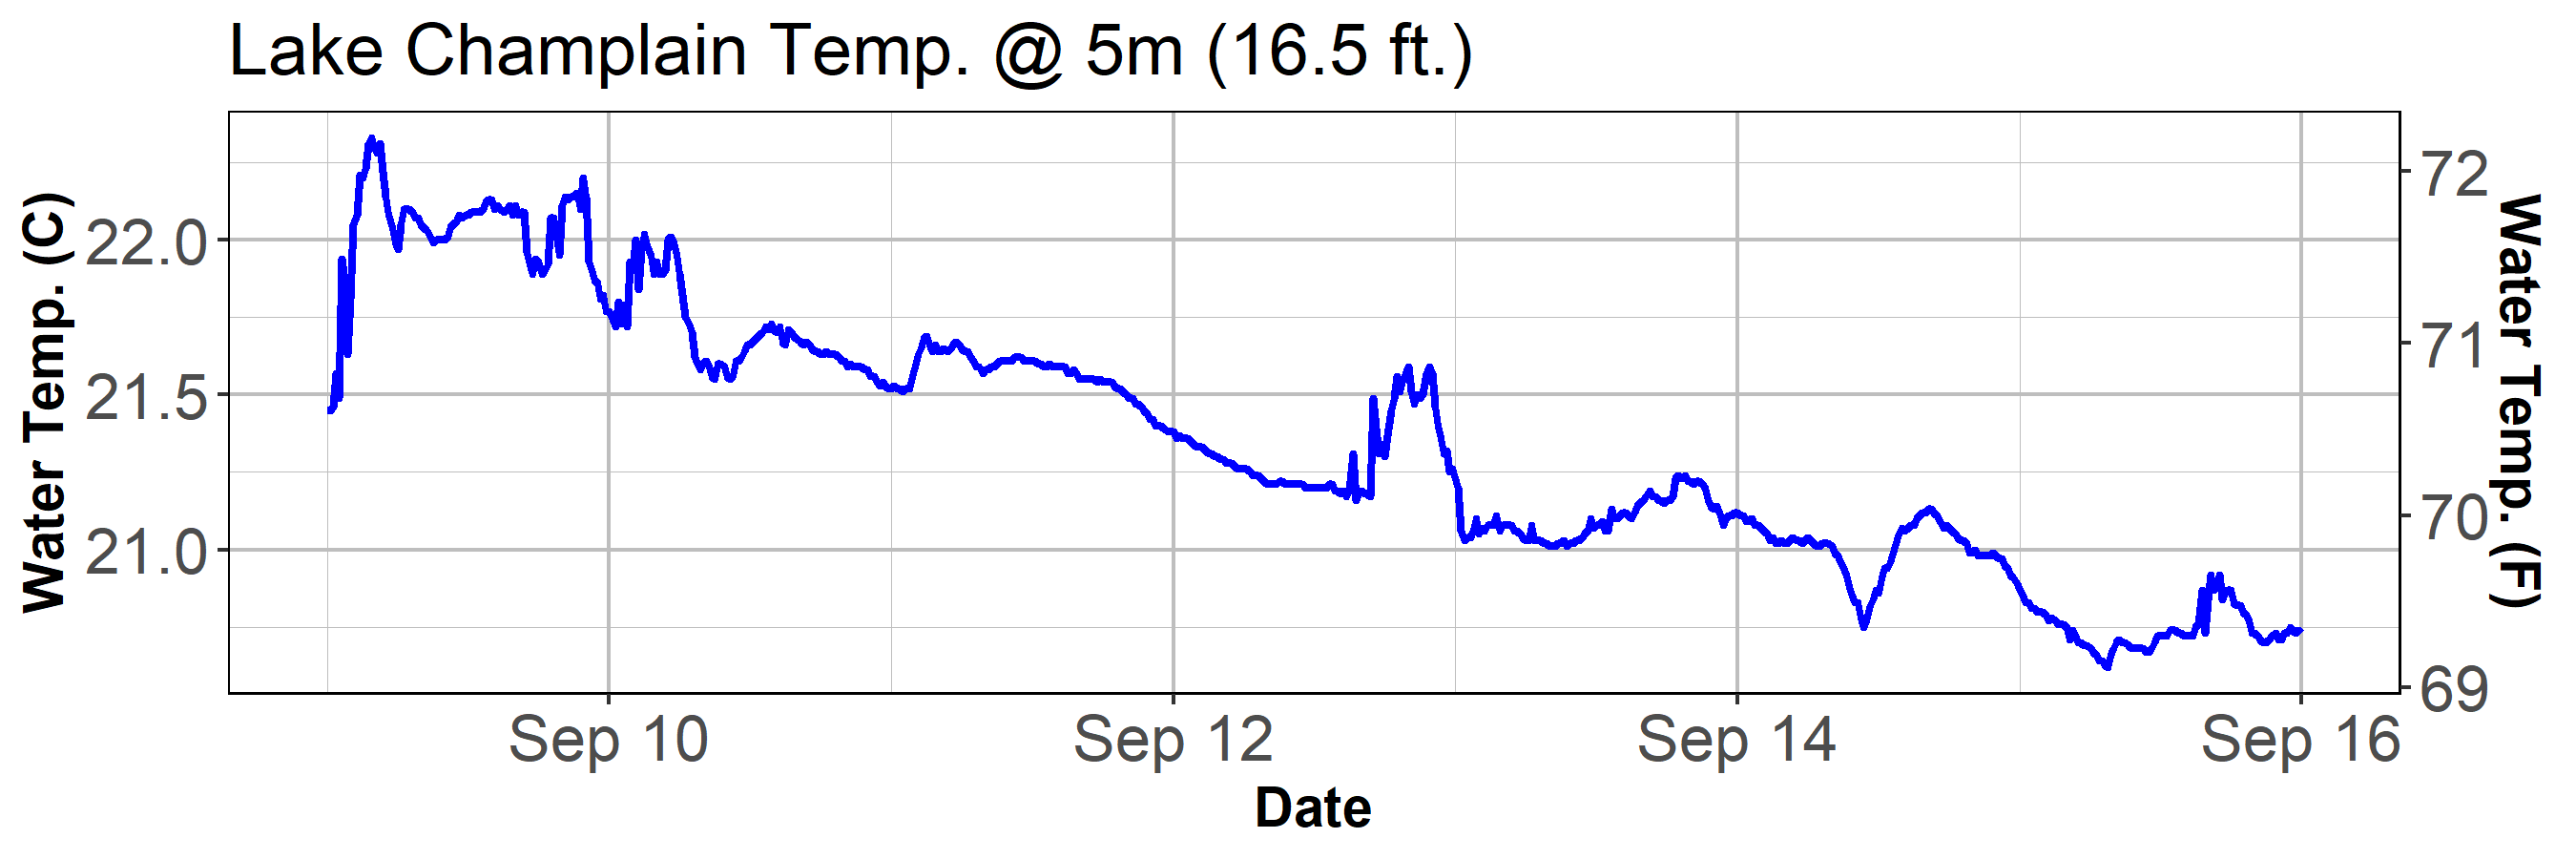 Lake Champlain Temp. @ 5m (16.5 ft.)
Water Temp. (C)
22.0
21.5
21.0
72
71
70
69
Water Temp. (F)
Sep 10
Sep 12
Sep 14
Sep 16
Date